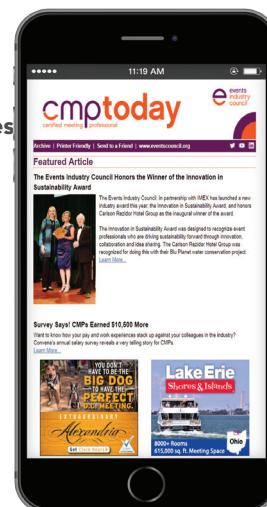 es
11:19 AM
cmptoday
certified meeting professional
events
industry
council
Archive | Printer Friendly | Send to a Friend | www.eventscouncil.org
Featured Article
The Events Industry Council Honors the Winner of the Innovation in
Sustainability Award
The Events Industry Council, in partnership with IMEX has launched a new
industry award this year, the Innovation in Sustainability Award, and honors
Carlson Rezidor Hotel Group as the inaugural winner of the award.
The Innovation in Sustainability Award was designed to recognize event
professionals who are driving sustainability forward through innovation,
collaboration and idea sharing. The Carlson Rezidor Hotel Group was
recognized for doing this with their Blu Planet water conservation project.
Learn More...
Survey Says! CMPs Earned $10,500 More
Want to know how your pay and work experiences stack up against your colleagues in the industry?
Convene's annual salary survey reveals a very telling story for CMPs.
Learn More...
YOU DON'T
HAVE TO BE THE
BIG DOG
TO HAVE THE
PERFECT
D.C. MEETING.
EXTRAORDINARY
Alexandria
Lake Erie
Shores & Islands
8000+ Rooms
615,000 sq. ft. Meeting Space
Ohio